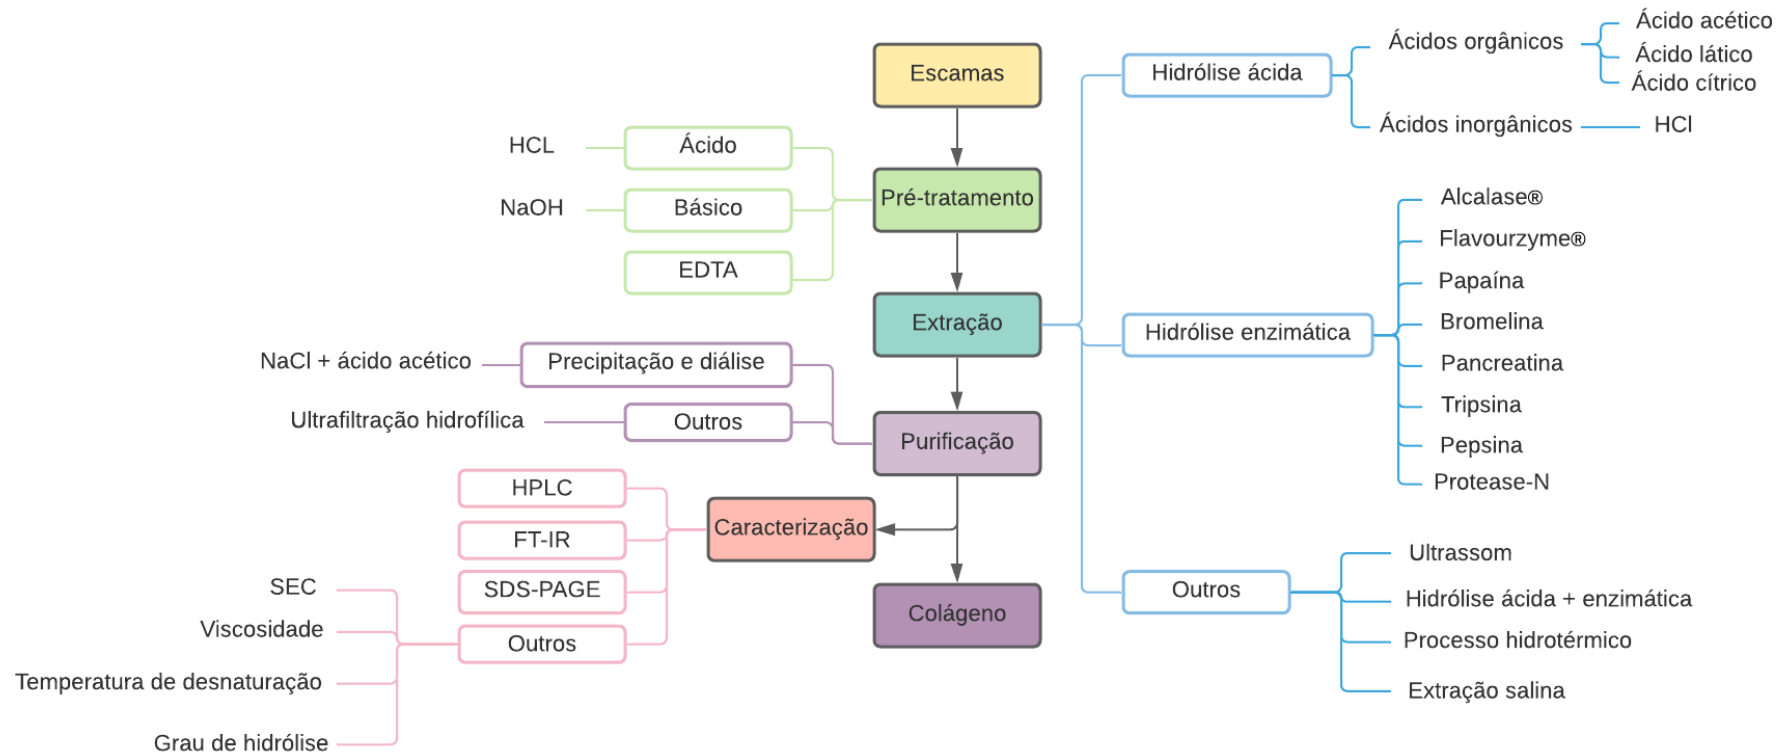 Escamas
Pré-tratamento
Ácido
HCL
Básico
NaOH
EDTA
Extração
Hidrólise ácida
Ácidos orgânicos
Ácido acético
Ácido lático
Ácido cítrico
Ácidos inorgânicos
HCl
Hidrólise enzimática
Alcalase®
Flavourzyme®
Papaína
Bromelina
Pancreatina
Tripsina
Pepsina
Protease-N
Outros
Ultrassom
Hidrólise ácida + enzimática
Processo hidrotérmico
Extração salina
Purificação
Precipitação e diálise
NaCl + ácido acético
Outros
Ultrafiltração hidrofílica
Caracterização
HPLC
FT-IR
SDS-PAGE
Outros
SEC
Viscosidade
Temperatura de desnaturação
Grau de hidrólise
Colágeno